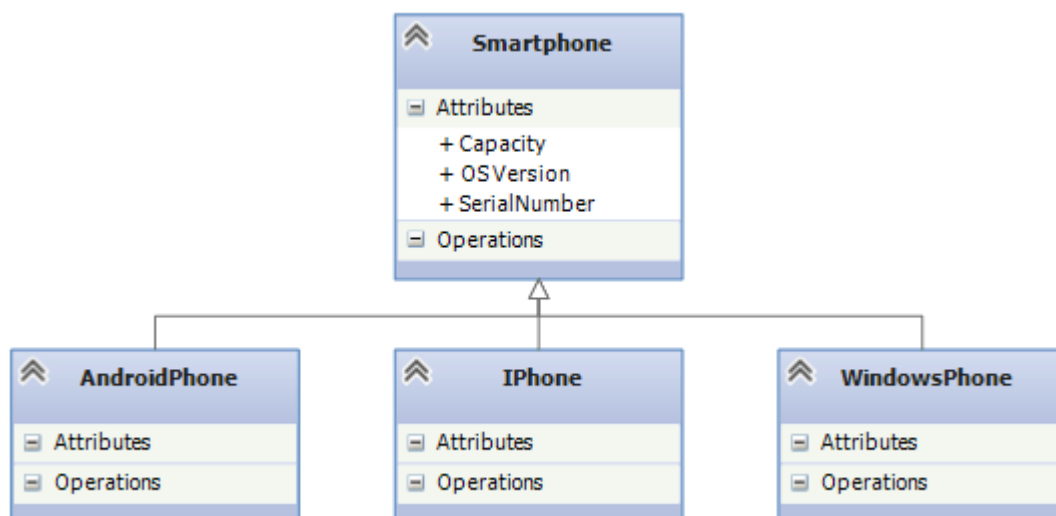 Smartphone
Attributes
+ Capacity
+ OSVersion
+ SerialNumber
Operations
AndroidPhone
Attributes
Operations
IPhone
Attributes
Operations
WindowsPhone
Attributes
Operations